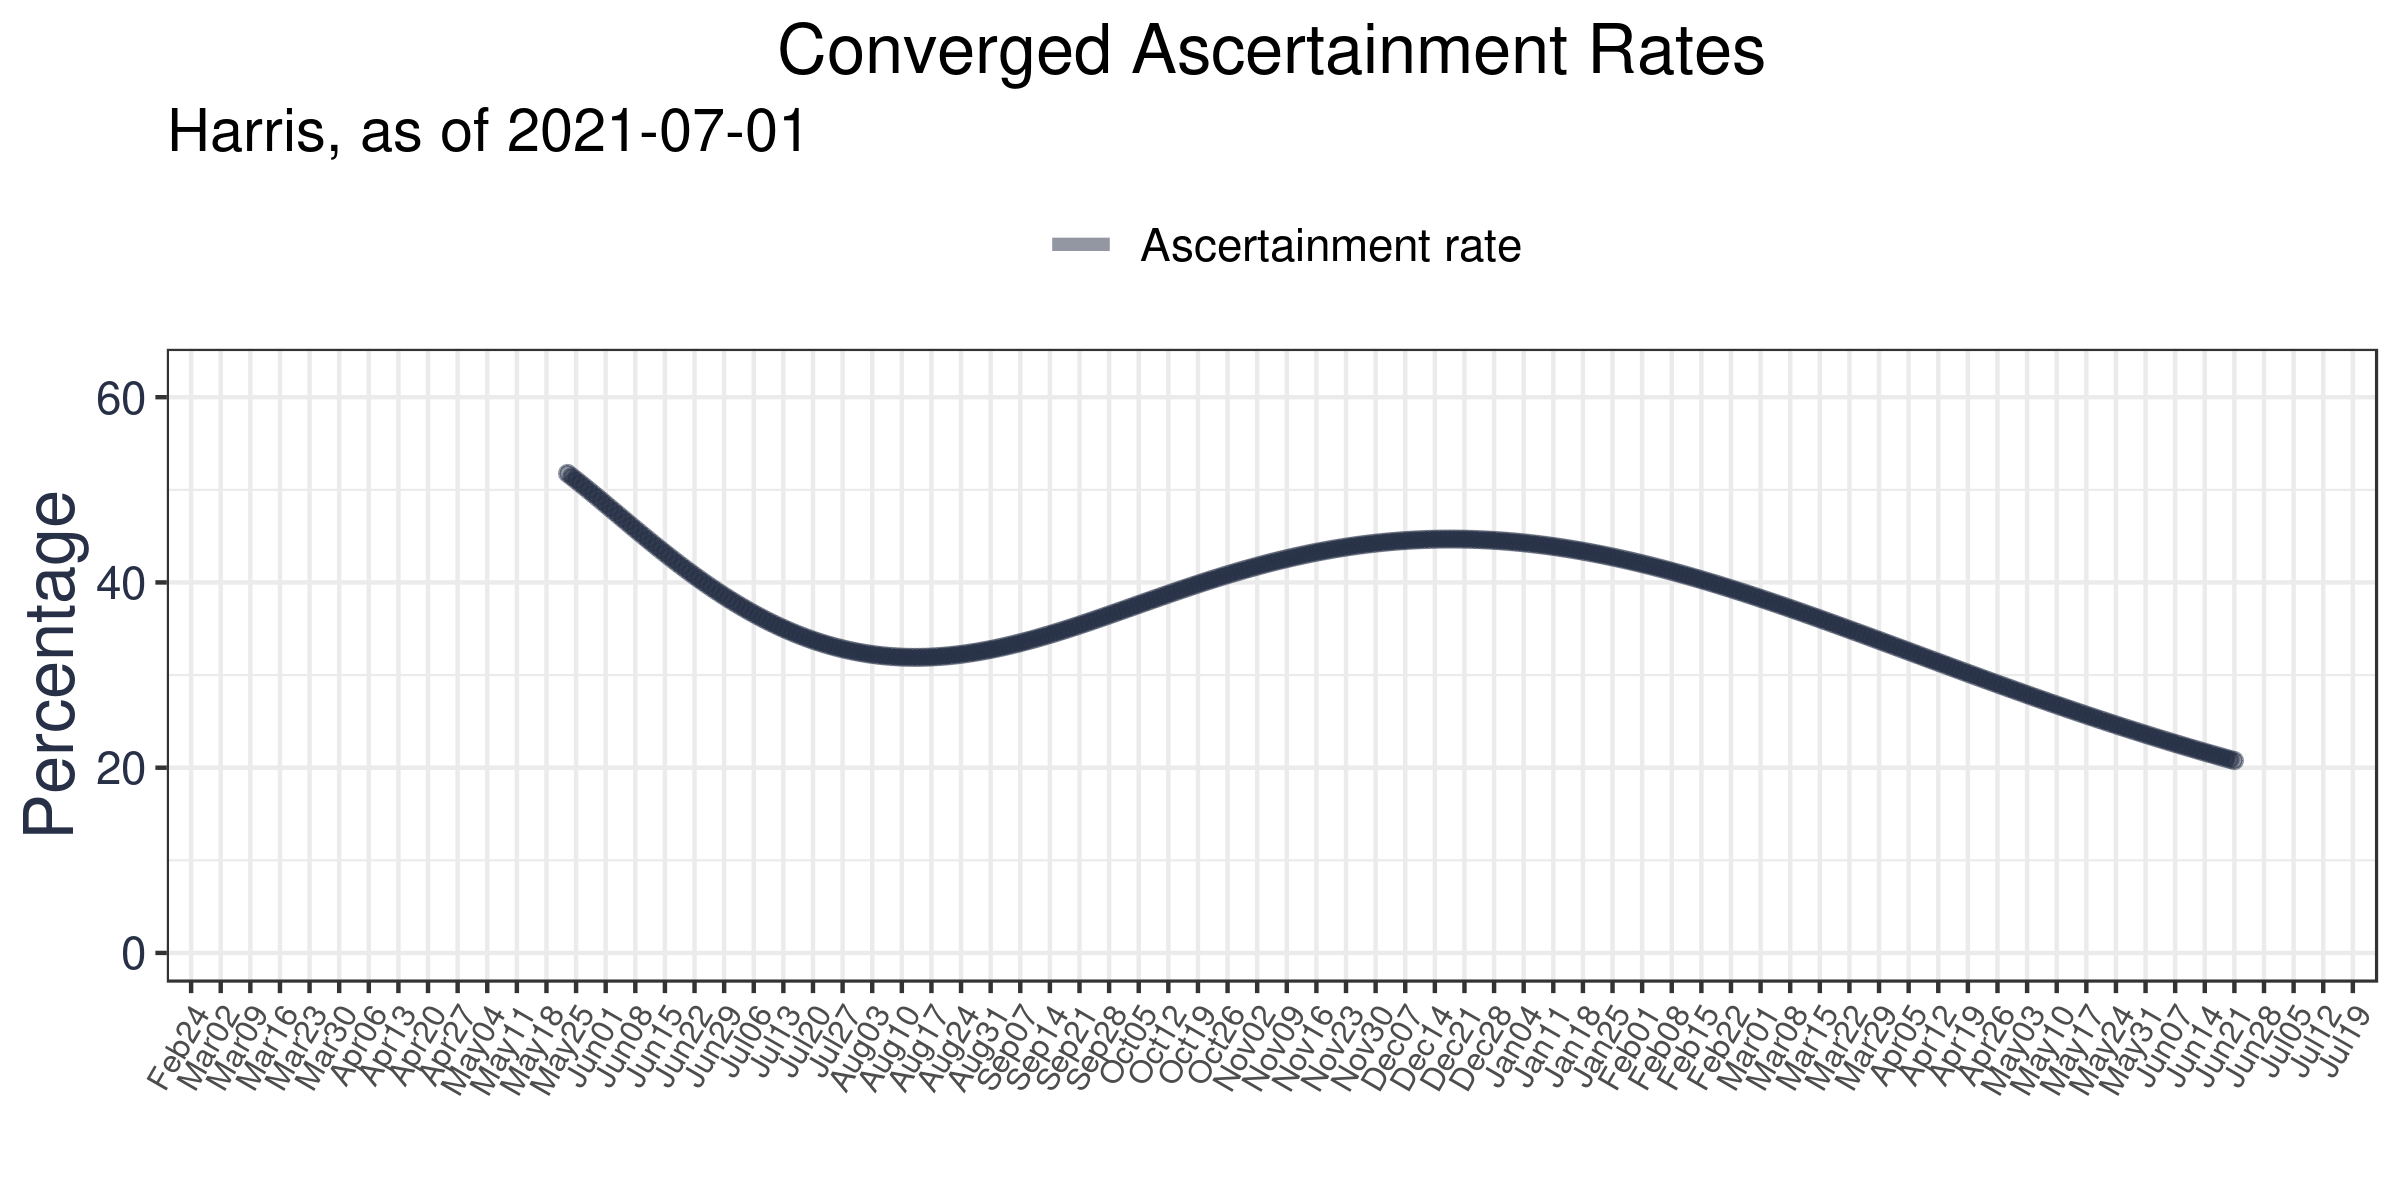 Converged Ascertainment Rates
Harris, as of 2021-07-01
Ascertainment rate
Percentage
60
40
20
0
Feb24 Mar02 Mar09 Mar16 Mar23 Mar30 Apr06 Apr13 Apr20 Apr27 May04 May11 May18 May25 Jun01 Jun08 Jun15 Jun22 Jun29 Jul06 Jul13 Jul20 Jul27 Aug03 Aug10 Aug17 Aug24 Aug31 Sep07 Sep14 Sep21 Sep28 Oct05 Oct12 Oct19 Oct26 Nov02 Nov09 Nov16 Nov23 Nov30 Dec07 Dec14 Dec21 Dec28 Jan04 Jan11 Jan18 Jan25 Feb01 Feb08 Feb15 Feb22 Mar01 Mar08 Mar15 Mar22 Mar29 Apr05 Apr12 Apr19 Apr26 May03 May10 May17 May24 May31 Jun07 Jun14 Jun21 Jun28 Jul05 Jul12 Jul19